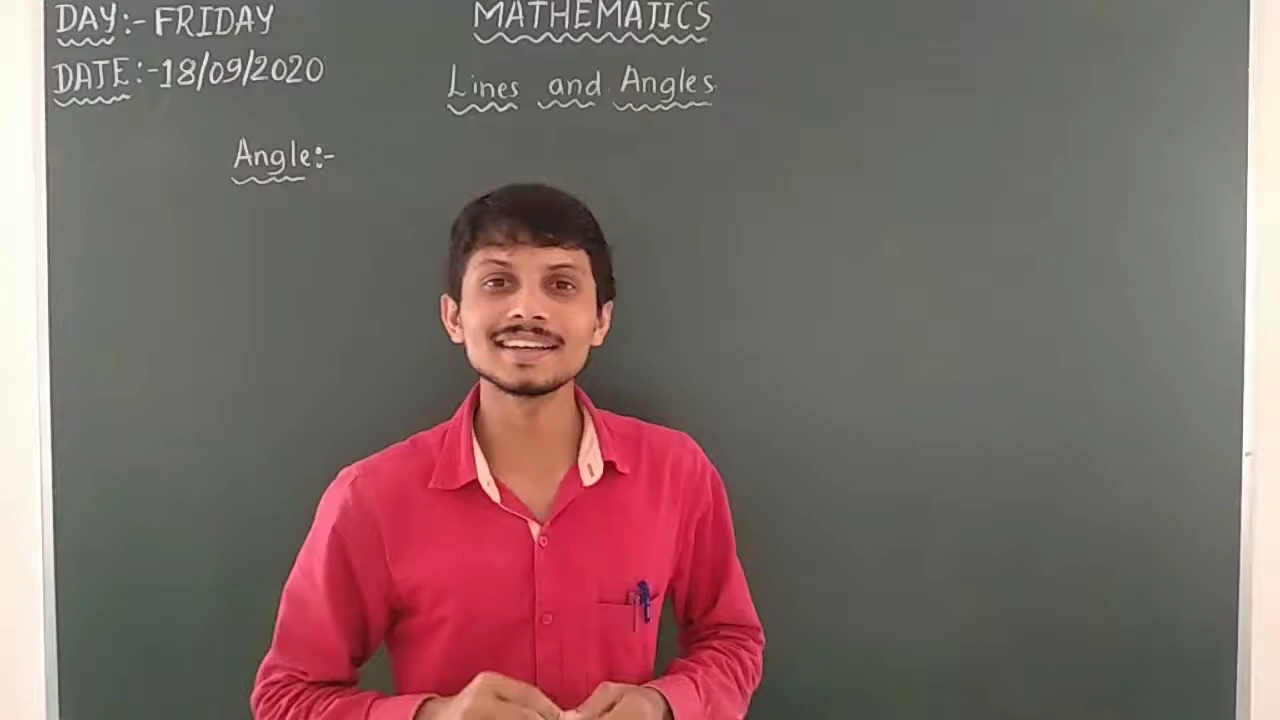 DAY:- FRIDAY
DATE:-18/09/2020
MATHEMATICS
Lines and Angles
Angle:-